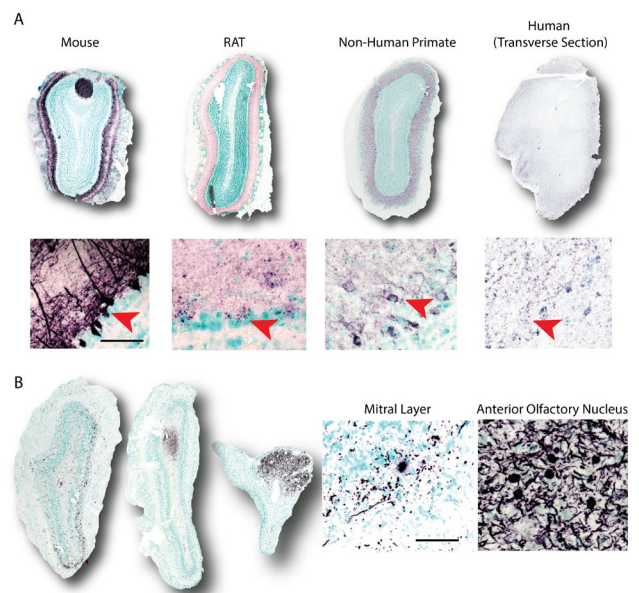 A
Mouse
RAT
Non-Human Primate
Human
(Transverse Section)
B
Mitral Layer
Anterior Olfactory Nucleus